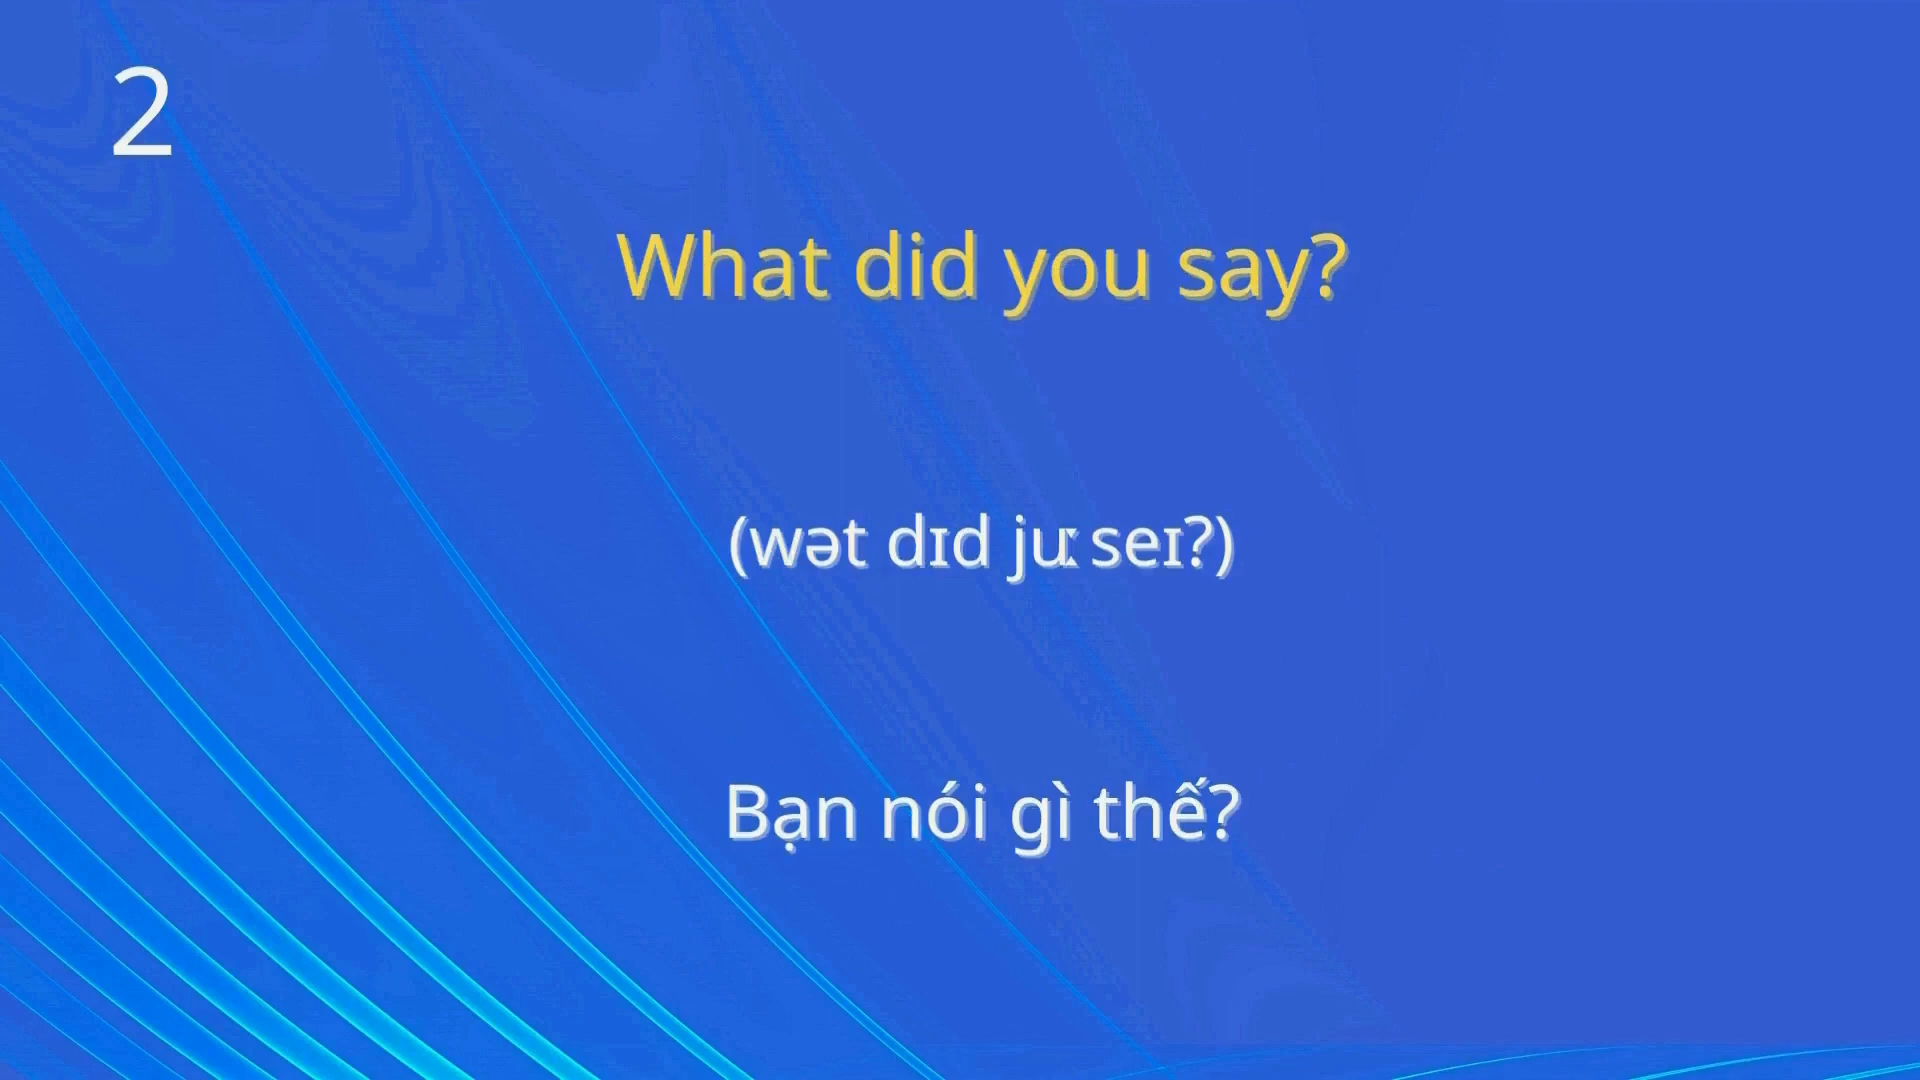 2
What did you say?
(wət dɪd juː seɪ?)
Bạn nói gì thế?